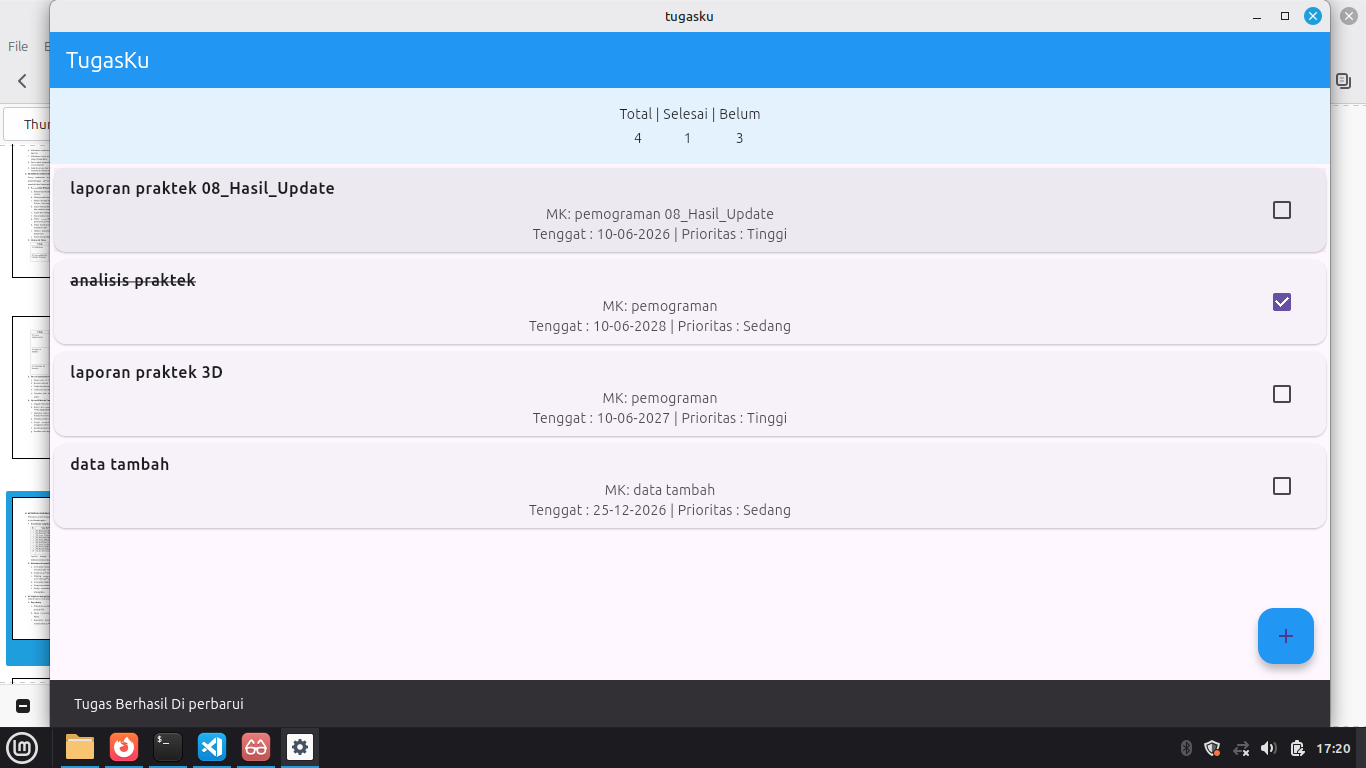 tugasku
File
TugasKu
Total | Selesai | Belum
4 1 3
laporan praktek 08_Hasil_Update
MK: pemograman 08_Hasil_Update
Tenggat : 10-06-2026 | Prioritas : Tinggi
analisis praktek
MK: pemograman
Tenggat : 10-06-2028 | Prioritas : Sedang
laporan praktek 3D
MK: pemograman
Tenggat : 10-06-2027 | Prioritas : Tinggi
data tambah
MK: data tambah
Tenggat : 25-12-2026 | Prioritas : Sedang
+
Tugas Berhasil Di perbarui
17:20